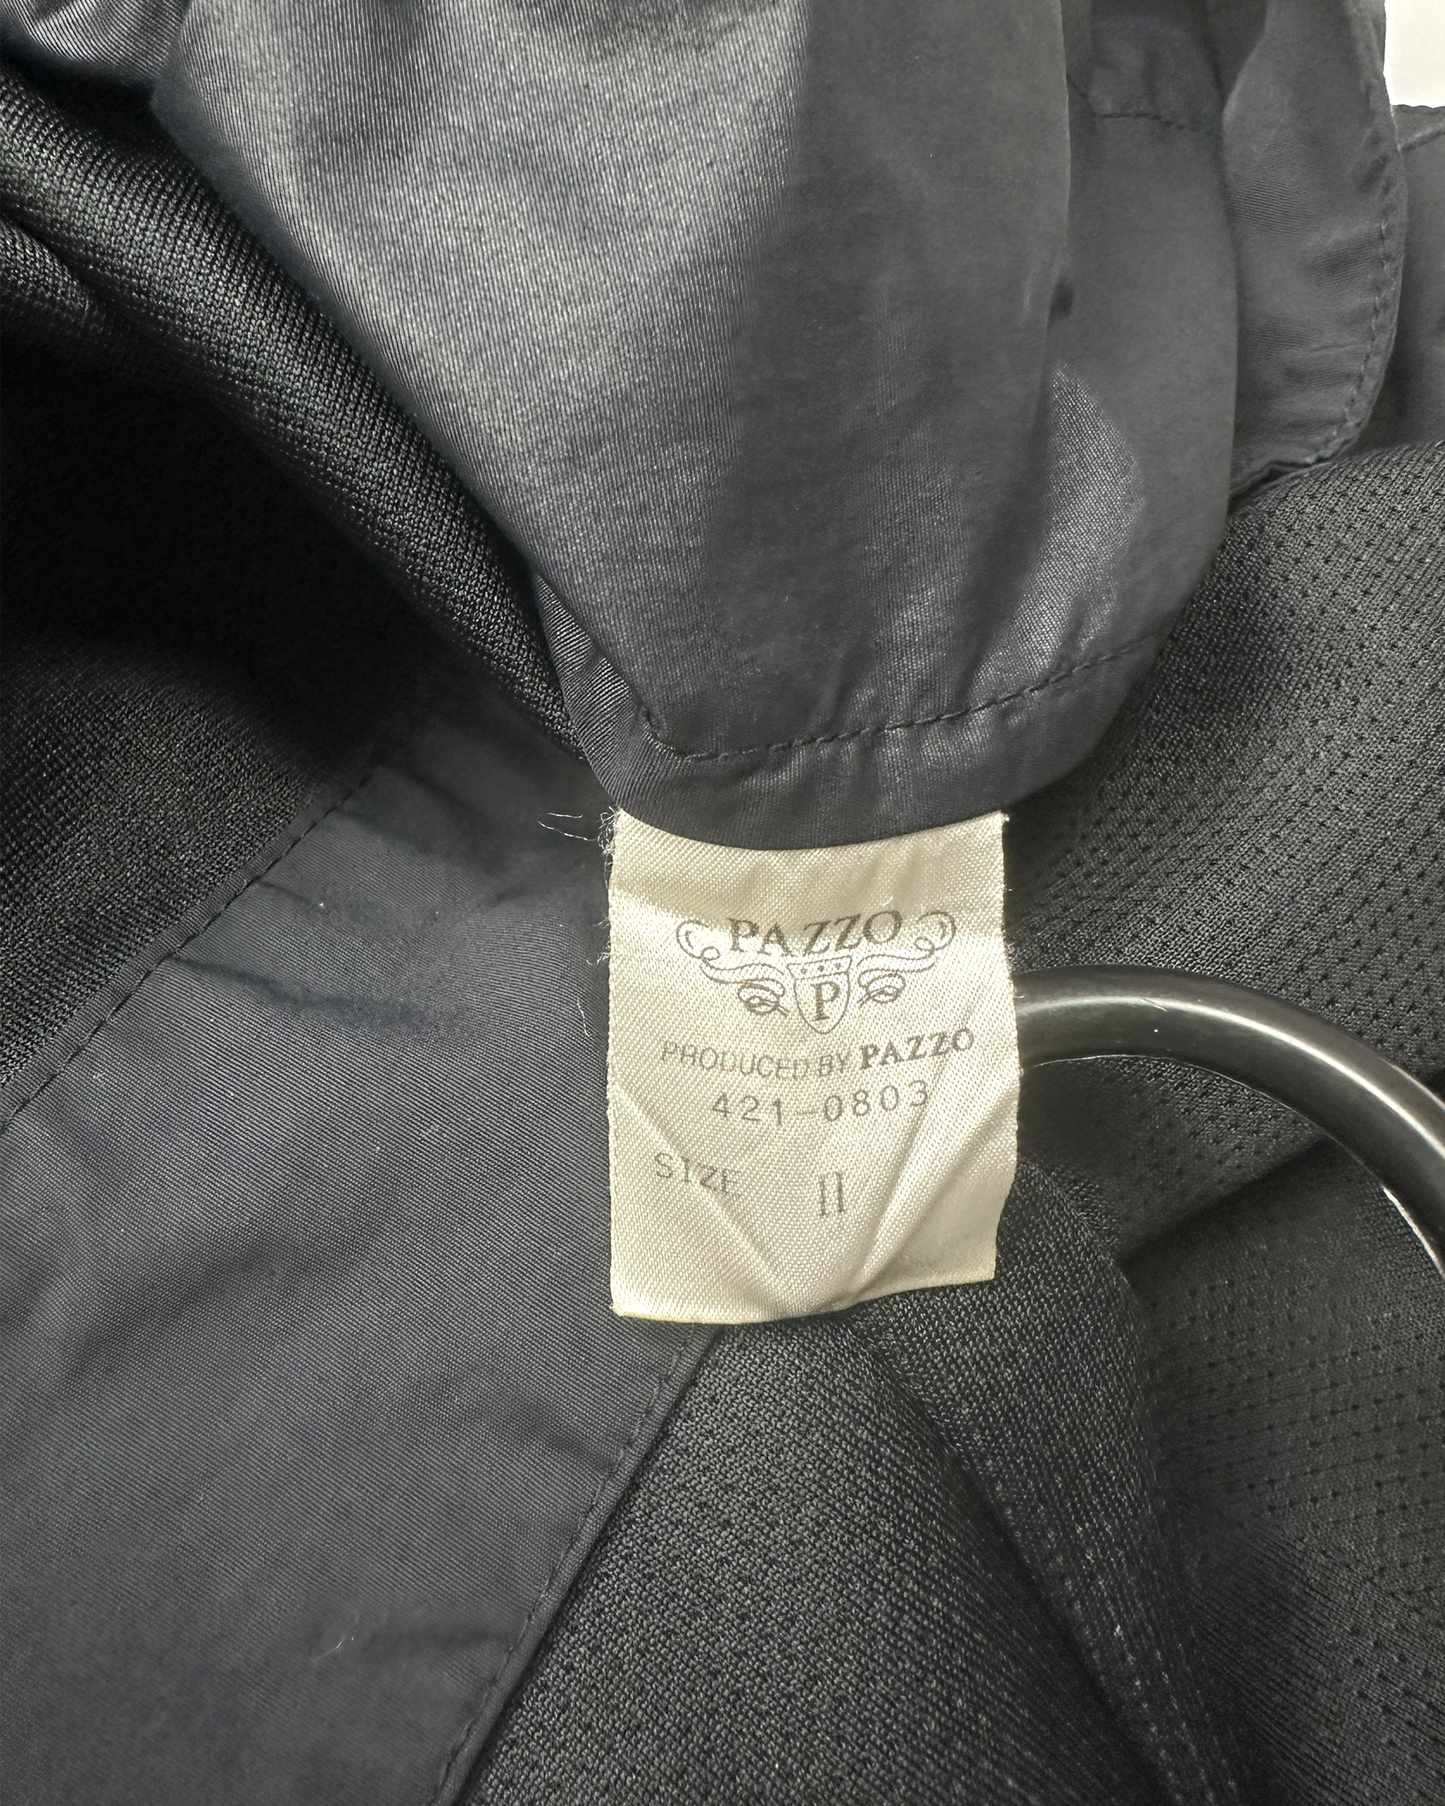 PAZZO
P
PRODUCED BY PAZZO
421-0803
SIZE II